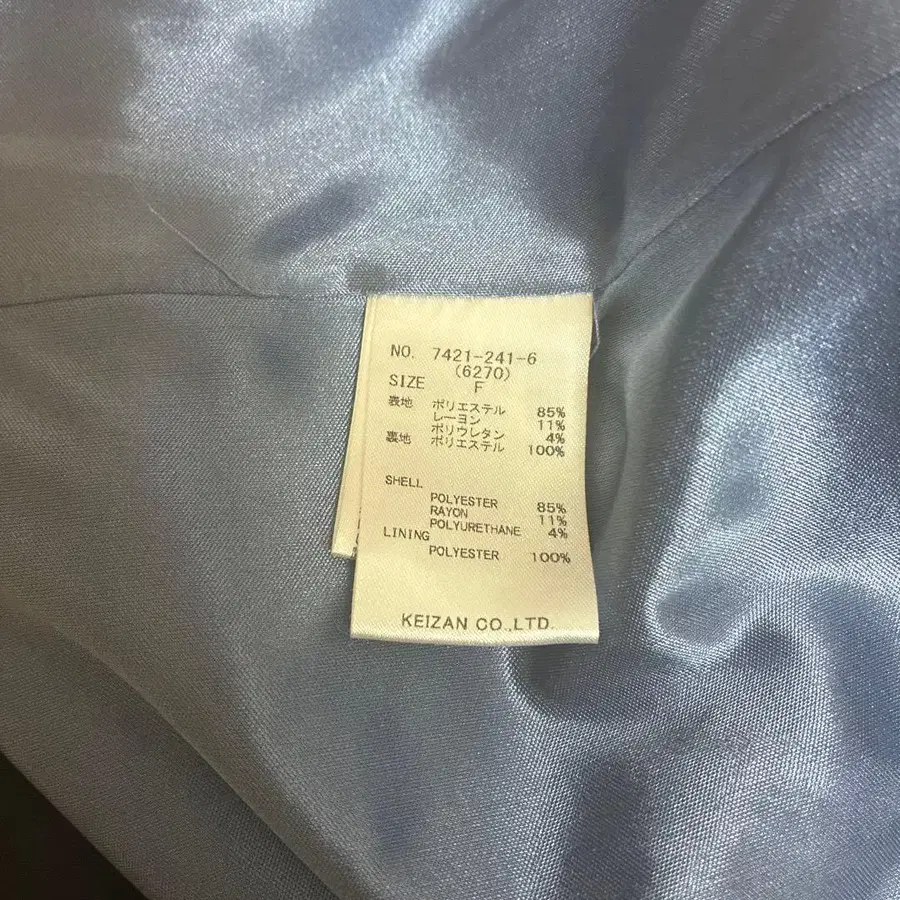 NO. 7421-241-6
(6270)
SIZE F
表地 ポリエステル 85%
レーヨン 11%
ポリウレタン 4%
裏地 ポリエステル 100%
SHELL
POLYESTER 85%
RAYON 11%
POLYURETHANE 4%
LINING
POLYESTER 100%
KEIZAN CO.,LTD.